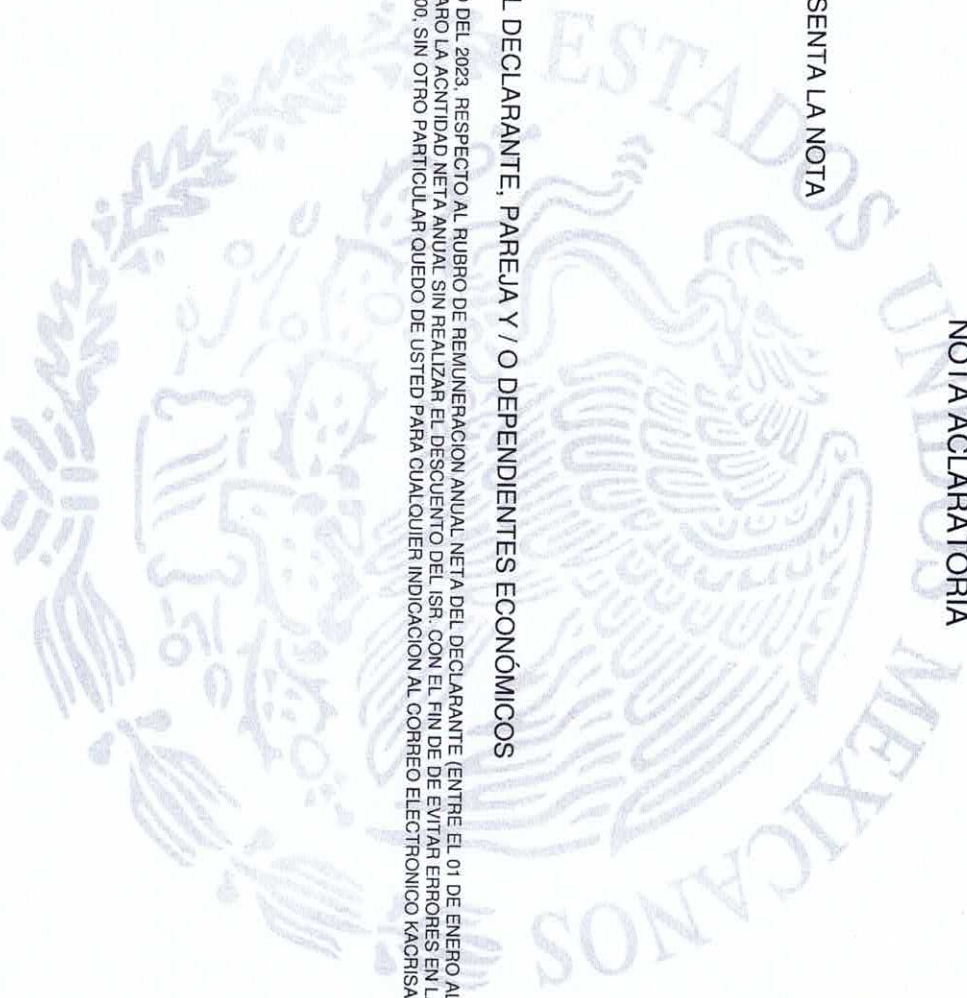 NOTA ACLARATORIA
SENTA LA NOTA
L DECLARANTE, PAREJA Y / O DEPENDIENTES ECONÓMICOS
O DEL 2023, RESPECTO AL RUBRO DE REMUNERACION ANUAL NETA DEL DECLARANTE (ENTRE EL 01 DE ENERO AL
ARO LA ACNTIDAD NETA ANUAL SIN REALIZAR EL DESCUENTO DEL ISR. CON EL FIN DE DE EVITAR ERRORES EN L
00, SIN OTRO PARTICULAR QUEDO DE USTED PARA CUALQUIER INDICACION AL CORREO ELECTRONICO KACRISA
ESTADOS UNIDOS MEXICANOS